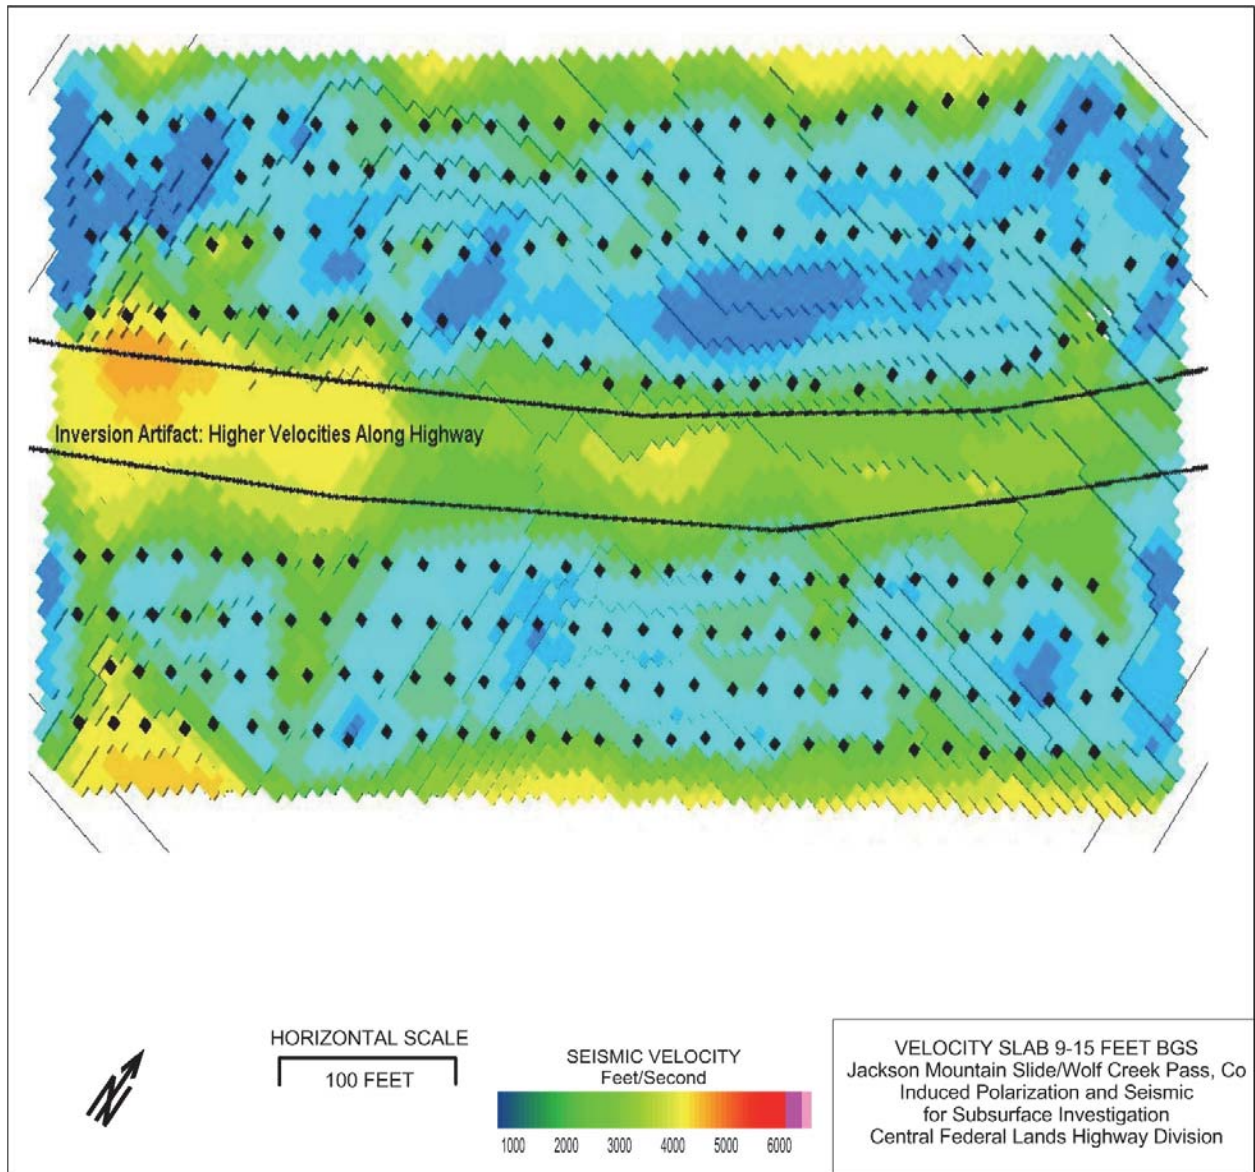 Inversion Artifact: Higher Velocities Along Highway
N
HORIZONTAL SCALE
100 FEET
SEISMIC VELOCITY
Feet/Second
1000 2000 3000 4000 5000 6000
VELOCITY SLAB 9-15 FEET BGS
Jackson Mountain Slide/Wolf Creek Pass, Co
Induced Polarization and Seismic
for Subsurface Investigation
Central Federal Lands Highway Division